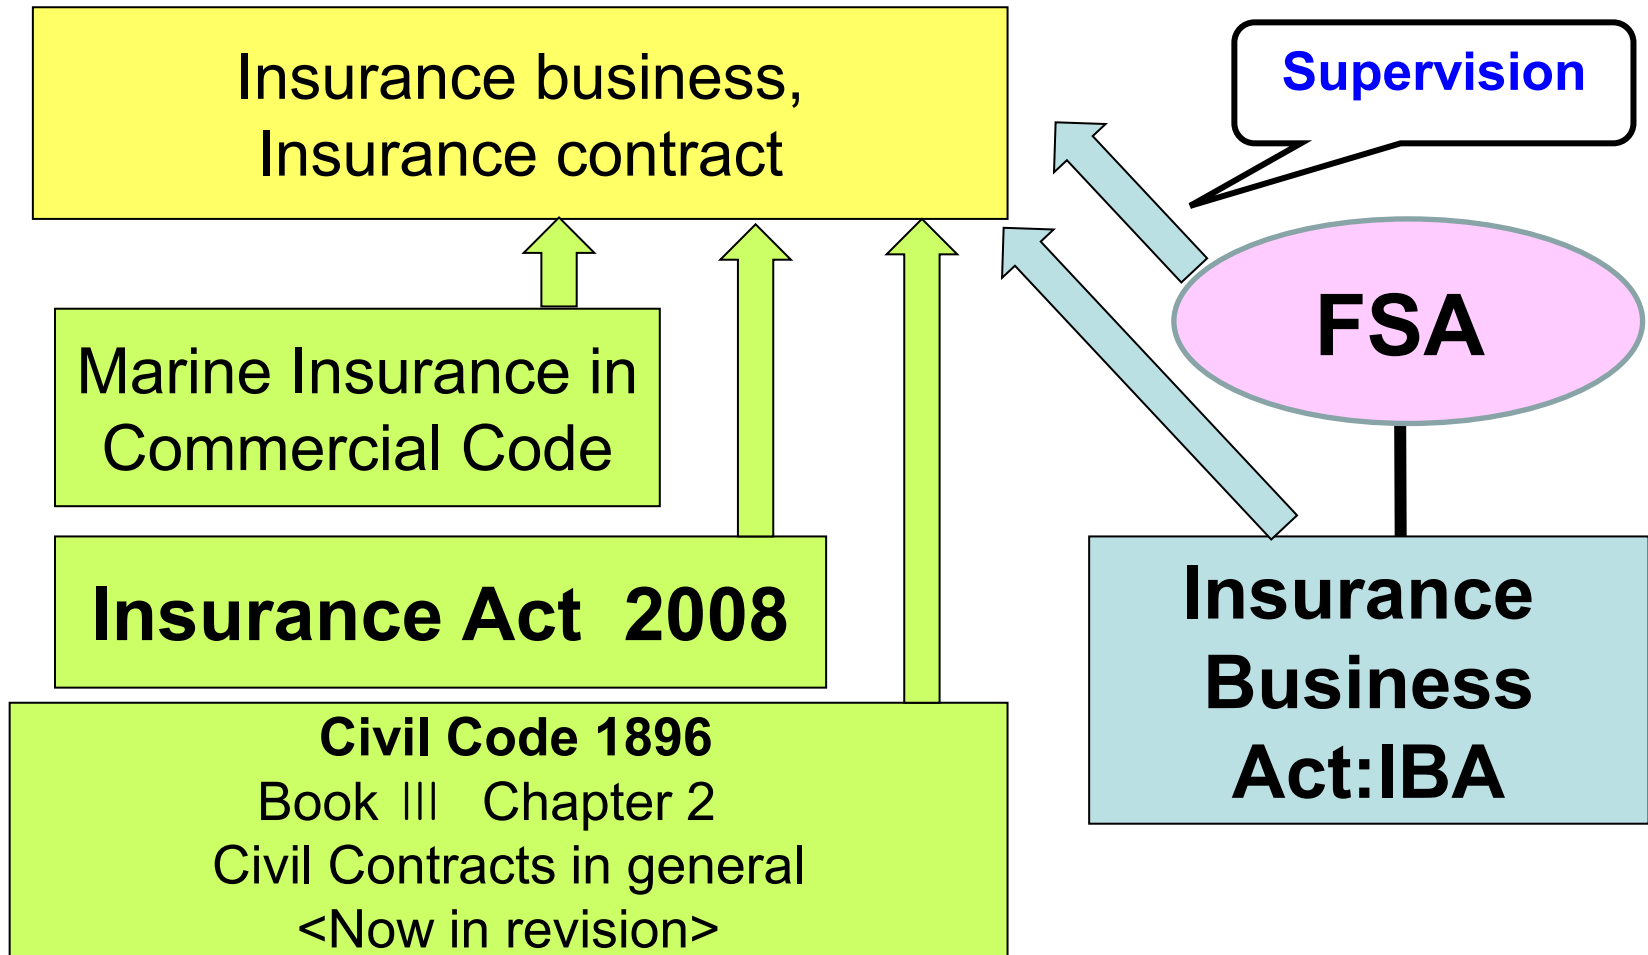 Insurance business,
Insurance contract
Supervision
FSA
Marine Insurance in
Commercial Code
Insurance Act 2008
Insurance
Business
Act:IBA
Civil Code 1896
Book Ⅲ Chapter 2
Civil Contracts in general
<Now in revision>